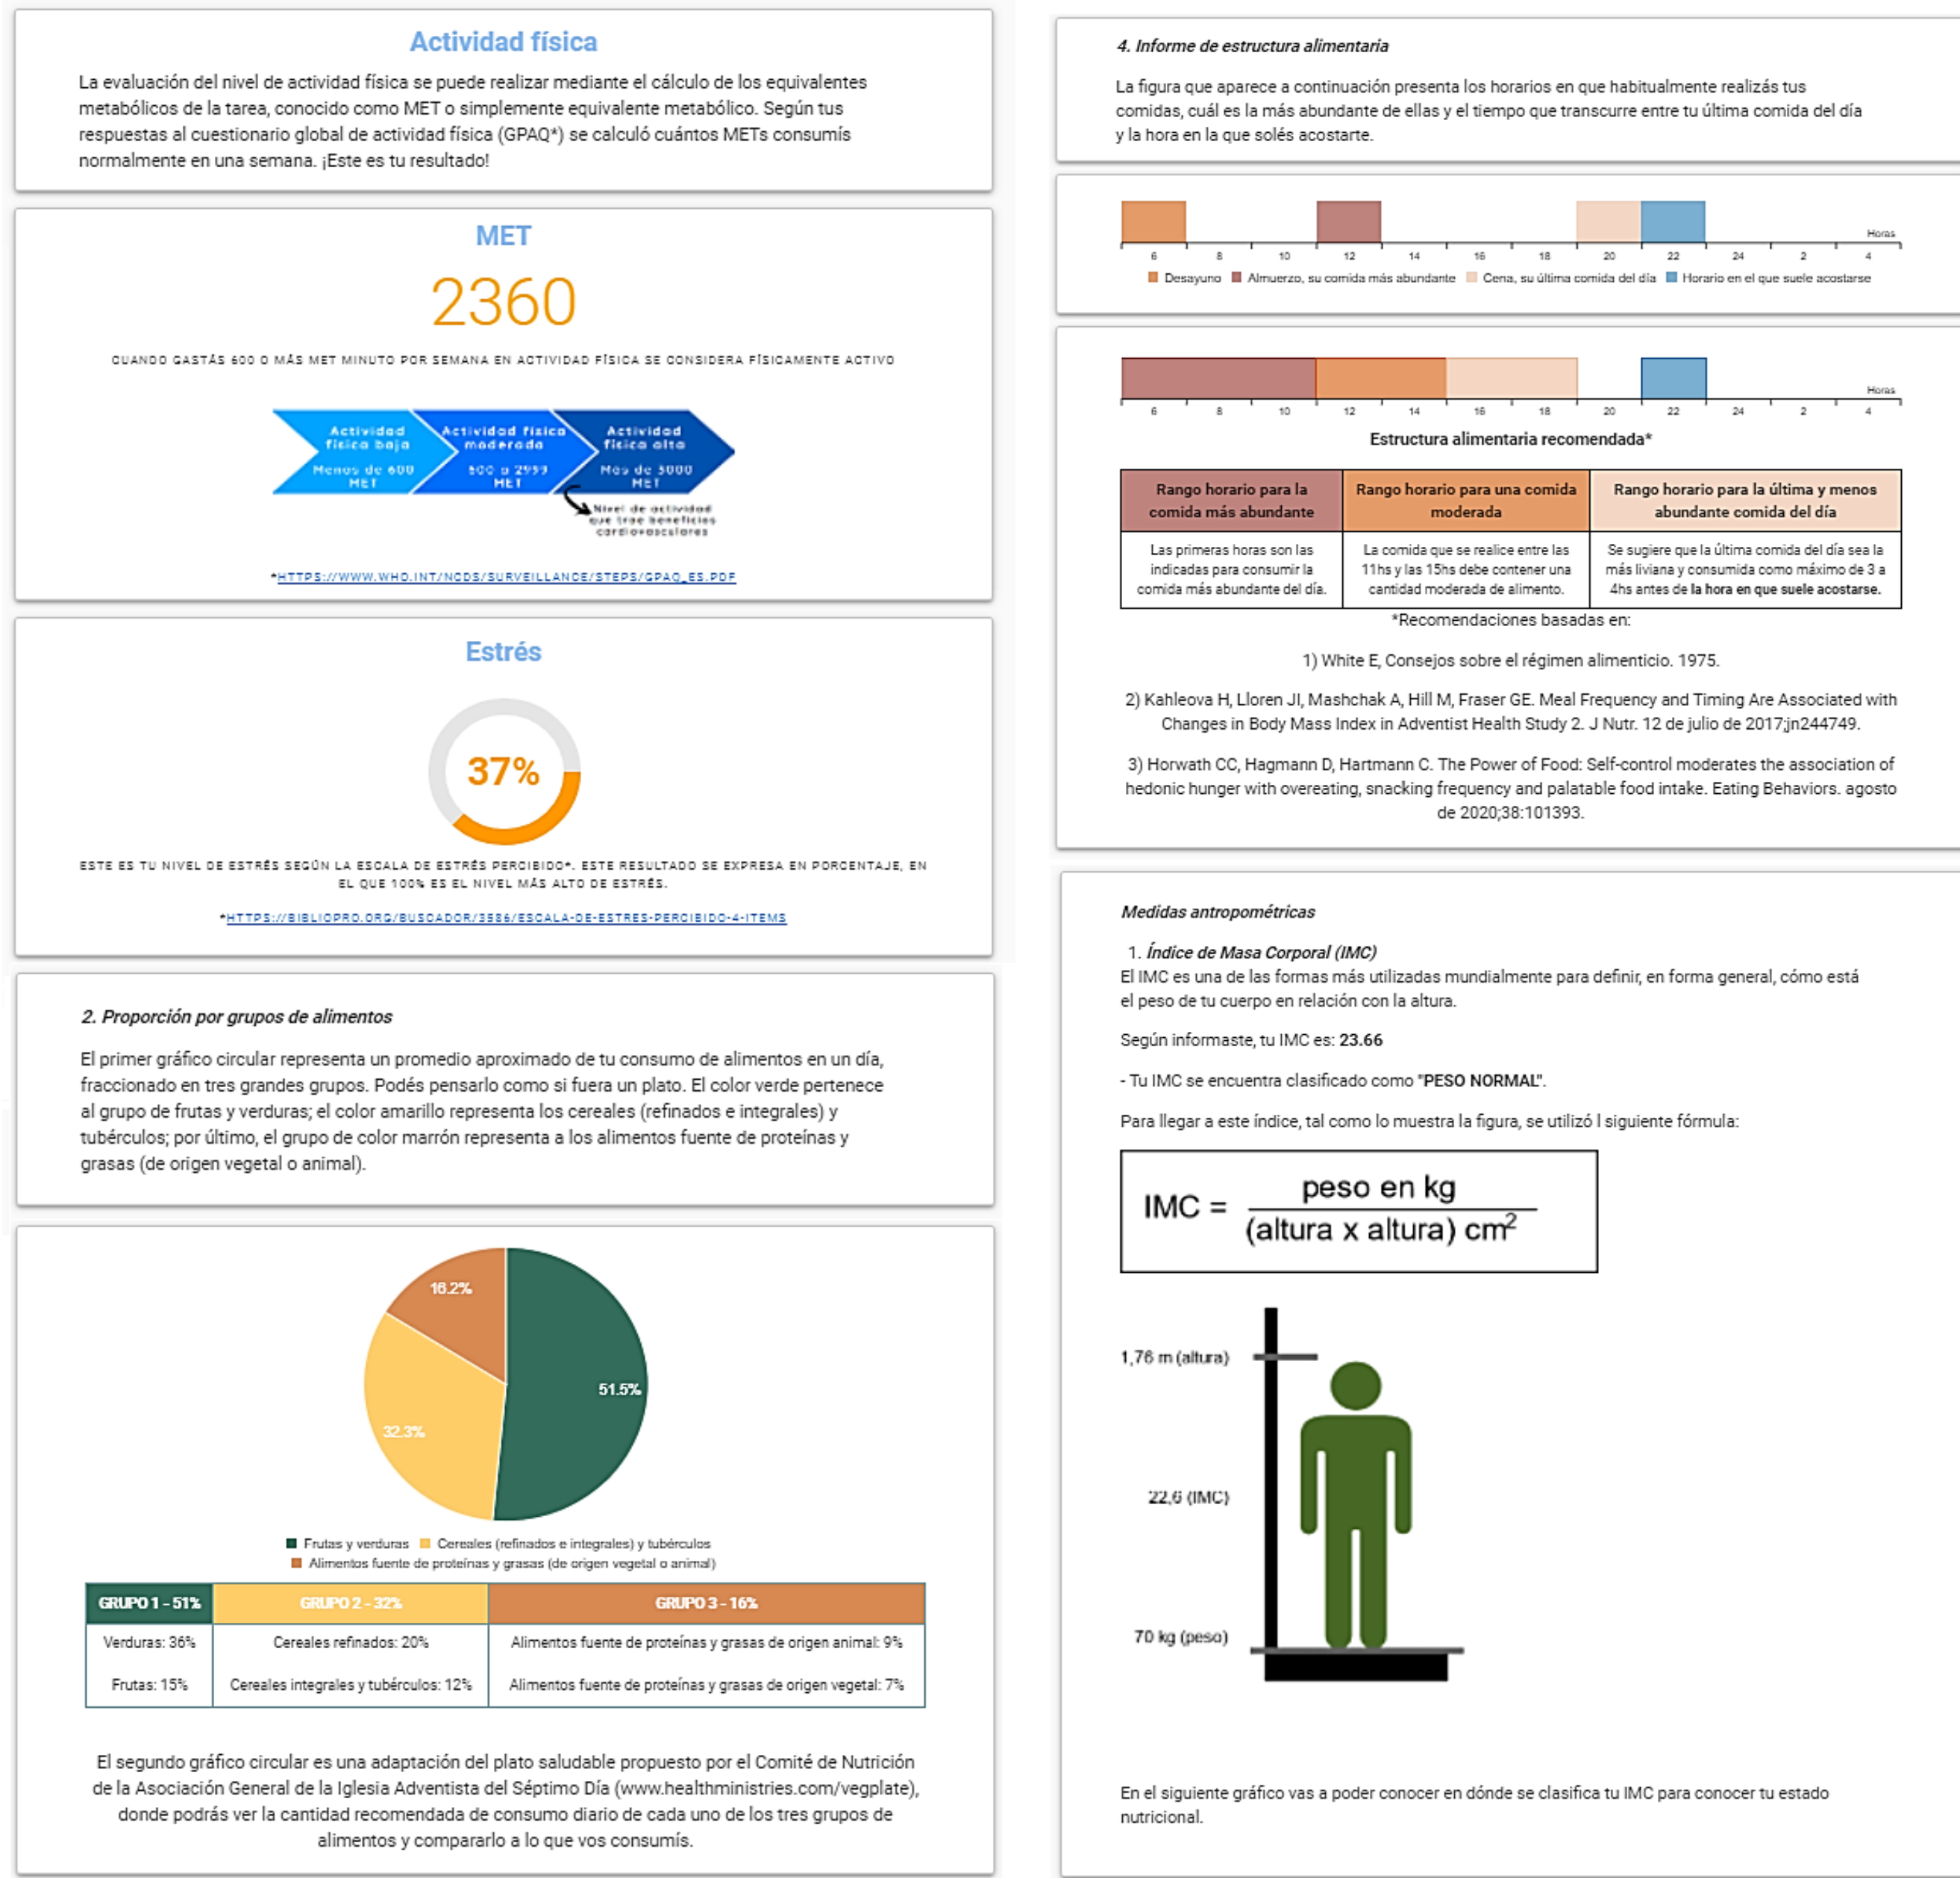 Actividad física
La evaluación del nivel de actividad física se puede realizar mediante el cálculo de los equivalentes
metabólicos de la tarea, conocido como MET o simplemente equivalente metabólico. Según tus
respuestas al cuestionario global de actividad física (GPAQ*) se calculó cuántos METs consumís
normalmente en una semana. ¡Este es tu resultado!
MET
2360
CUANDO GASTÁS 600 O MÁS MET MINUTO POR SEMANA EN ACTIVIDAD FÍSICA SE CONSIDERA FÍSICAMENTE ACTIVO
Actividad
física baja
Menos de 600
MET
Actividad física
moderada
600 a 2999
MET
Actividad
física alta
Más de 3000
MET
Nivel de actividad
que trae beneficios
cardiovasculares
*HTTPS://WWW.WHO.INT/NCDS/SURVEILLANCE/STEPS/GPAQ_ES.PDF
Estrés
37%
ESTE ES TU NIVEL DE ESTRÉS SEGÚN LA ESCALA DE ESTRÉS PERCIBIDO*. ESTE RESULTADO SE EXPRESA EN PORCENTAJE, EN
EL QUE 100% ES EL NIVEL MÁS ALTO DE ESTRÉS.
*HTTPS://BIBLIOPRO.ORG/BUSCADOR/3586/ESCALA-DE-ESTRES-PERCIBIDO-4-ITEMS
2. Proporción por grupos de alimentos
El primer gráfico circular representa un promedio aproximado de tu consumo de alimentos en un día,
fraccionado en tres grandes grupos. Podés pensarlo como si fuera un plato. El color verde pertenece
al grupo de frutas y verduras; el color amarillo representa los cereales (refinados e integrales) y
tubérculos; por último, el grupo de color marrón representa a los alimentos fuente de proteínas y
grasas (de origen vegetal o animal).
16.2%
51.5%
32.3%
Frutas y verduras Cereales (refinados e integrales) y tubérculos
Alimentos fuente de proteínas y grasas (de origen vegetal o animal)
GRUPO 1 - 51% GRUPO 2 - 32% GRUPO 3 - 16%
Verduras: 36% Cereales refinados: 20% Alimentos fuente de proteínas y grasas de origen animal: 9%
Frutas: 15% Cereales integrales y tubérculos: 12% Alimentos fuente de proteínas y grasas de origen vegetal: 7%
El segundo gráfico circular es una adaptación del plato saludable propuesto por el Comité de Nutrición
de la Asociación General de la Iglesia Adventista del Séptimo Día (www.healthministries.com/vegplate),
donde podrás ver la cantidad recomendada de consumo diario de cada uno de los tres grupos de
alimentos y compararlo a lo que vos consumís.
4. Informe de estructura alimentaria
La figura que aparece a continuación presenta los horarios en que habitualmente realizás tus
comidas, cuál es la más abundante de ellas y el tiempo que transcurre entre tu última comida del día
y la hora en la que solés acostarte.
Horas
6 8 10 12 14 16 18 20 22 24 2 4
Desayuno Almuerzo, su comida más abundante Cena, su última comida del día Horario en el que suele acostarse
Horas
6 8 10 12 14 16 18 20 22 24 2 4
Estructura alimentaria recomendada*
Rango horario para la
comida más abundante
Rango horario para una comida
moderada
Rango horario para la última y menos
abundante comida del día
Las primeras horas son las
indicadas para consumir la
comida más abundante del día.
La comida que se realice entre las
11hs y las 15hs debe contener una
cantidad moderada de alimento.
Se sugiere que la última comida del día sea la
más liviana y consumida como máximo de 3 a
4hs antes de la hora en que suele acostarse.
*Recomendaciones basadas en:
1) White E, Consejos sobre el régimen alimenticio. 1975.
2) Kahleova H, Lloren JI, Mashchak A, Hill M, Fraser GE. Meal Frequency and Timing Are Associated with
Changes in Body Mass Index in Adventist Health Study 2. J Nutr. 12 de julio de 2017;jn244749.
3) Horwath CC, Hagmann D, Hartmann C. The Power of Food: Self-control moderates the association of
hedonic hunger with overeating, snacking frequency and palatable food intake. Eating Behaviors. agosto
de 2020;38:101393.
Medidas antropométricas
1. Índice de Masa Corporal (IMC)
El IMC es una de las formas más utilizadas mundialmente para definir, en forma general, cómo está
el peso de tu cuerpo en relación con la altura.
Según informaste, tu IMC es: 23.66
- Tu IMC se encuentra clasificado como "PESO NORMAL".
Para llegar a este índice, tal como lo muestra la figura, se utilizó l siguiente fórmula:
IMC = peso en kg
(altura x altura) cm²
1,76 m (altura)
22,6 (IMC)
70 kg (peso)
En el siguiente gráfico vas a poder conocer en dónde se clasifica tu IMC para conocer tu estado
nutricional.